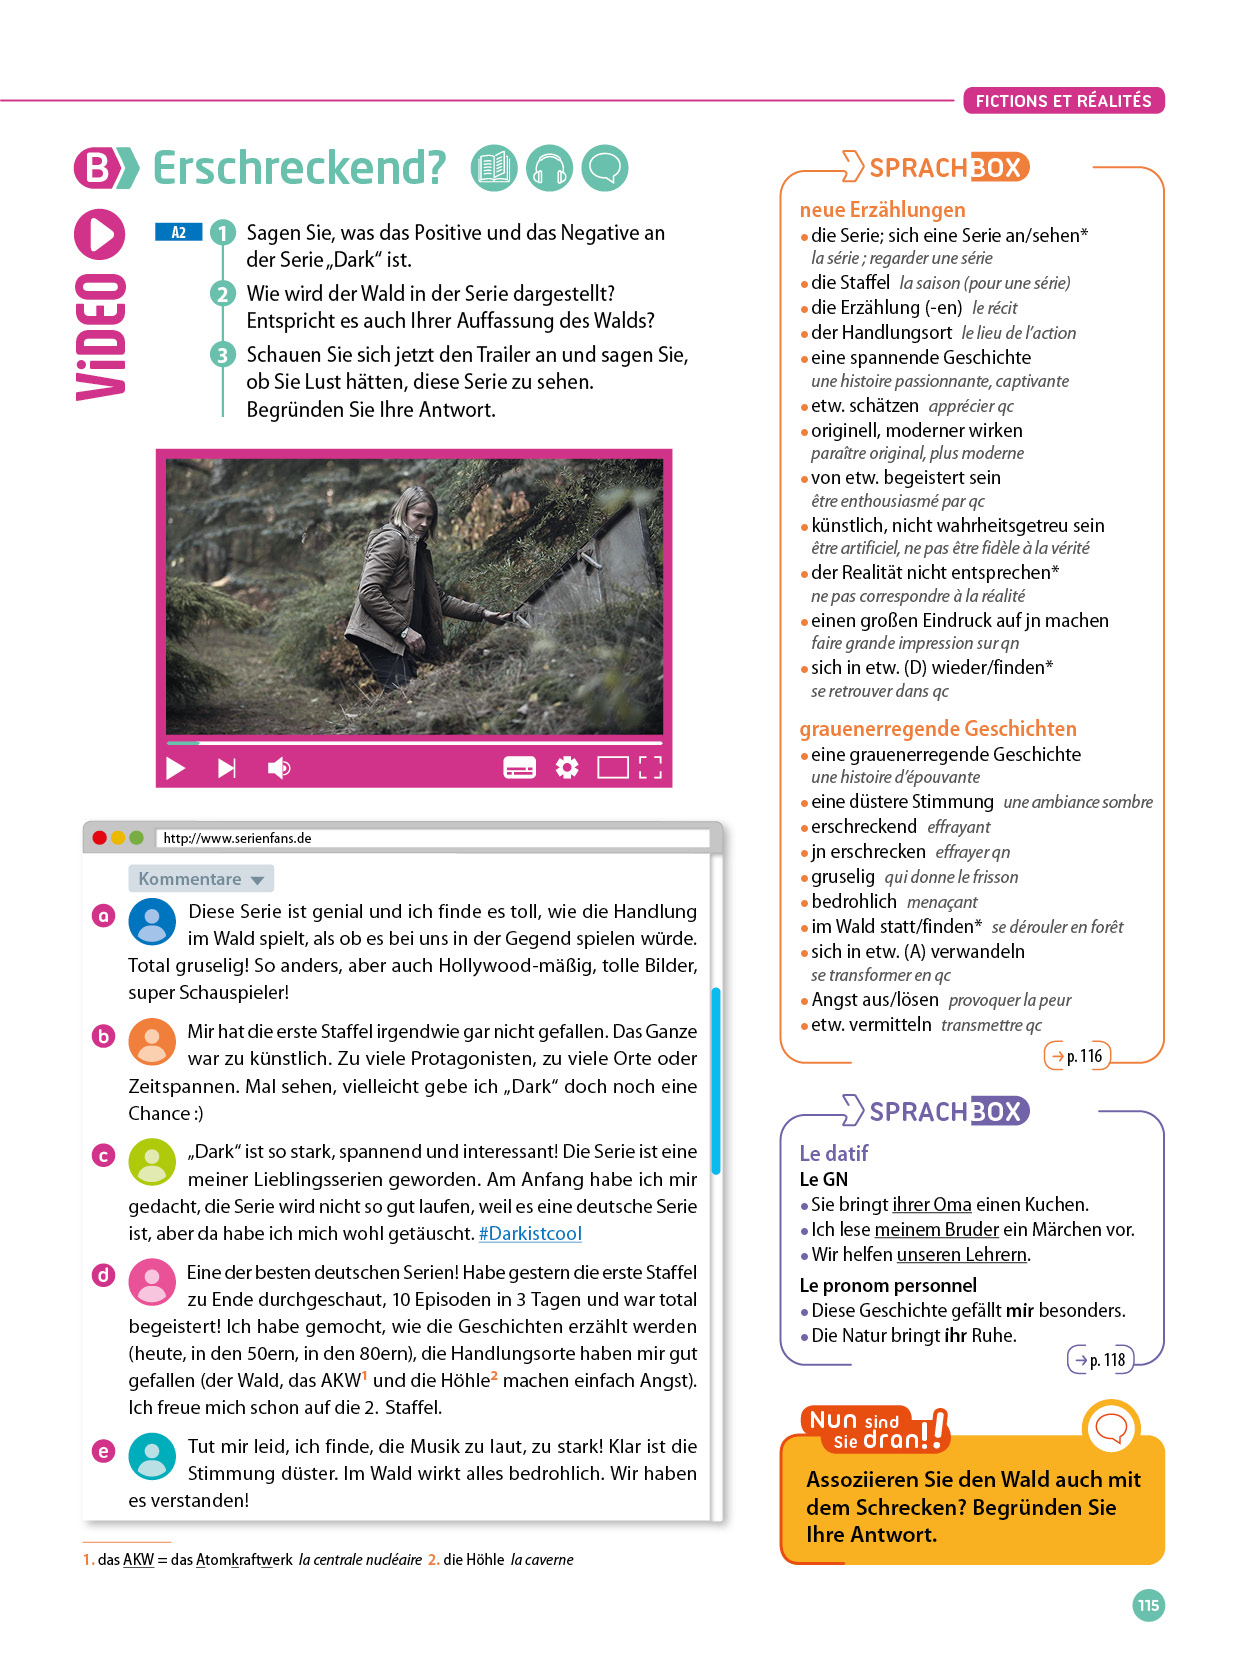 FICTIONS ET RÉALITÉS
B Erschreckend?
ViDEO
A2
1 Sagen Sie, was das Positive und das Negative an
der Serie „Dark“ ist.
2 Wie wird der Wald in der Serie dargestellt?
Entspricht es auch Ihrer Auffassung des Walds?
3 Schauen Sie sich jetzt den Trailer an und sagen Sie,
ob Sie Lust hätten, diese Serie zu sehen.
Begründen Sie Ihre Antwort.
http://www.serienfans.de
Kommentare
a Diese Serie ist genial und ich finde es toll, wie die Handlung
im Wald spielt, als ob es bei uns in der Gegend spielen würde.
Total gruselig! So anders, aber auch Hollywood-mäßig, tolle Bilder,
super Schauspieler!
b Mir hat die erste Staffel irgendwie gar nicht gefallen. Das Ganze
war zu künstlich. Zu viele Protagonisten, zu viele Orte oder
Zeitspannen. Mal sehen, vielleicht gebe ich „Dark“ doch noch eine
Chance :)
c „Dark“ ist so stark, spannend und interessant! Die Serie ist eine
meiner Lieblingsserien geworden. Am Anfang habe ich mir
gedacht, die Serie wird nicht so gut laufen, weil es eine deutsche Serie
ist, aber da habe ich mich wohl getäuscht. #Darkistcool
d Eine der besten deutschen Serien! Habe gestern die erste Staffel
zu Ende durchgeschaut, 10 Episoden in 3 Tagen und war total
begeistert! Ich habe gemocht, wie die Geschichten erzählt werden
(heute, in den 50ern, in den 80ern), die Handlungsorte haben mir gut
gefallen (der Wald, das AKW1 und die Höhle2 machen einfach Angst).
Ich freue mich schon auf die 2. Staffel.
e Tut mir leid, ich finde, die Musik zu laut, zu stark! Klar ist die
Stimmung düster. Im Wald wirkt alles bedrohlich. Wir haben
es verstanden!
1. das AKW = das Atomkraftwerk la centrale nucléaire 2. die Höhle la caverne
SPRACHBOX
neue Erzählungen
• die Serie; sich eine Serie an/sehen*
la série ; regarder une série
• die Staffel la saison (pour une série)
• die Erzählung (-en) le récit
• der Handlungsort le lieu de l’action
• eine spannende Geschichte
une histoire passionnante, captivante
• etw. schätzen apprécier qc
• originell, moderner wirken
paraître original, plus moderne
• von etw. begeistert sein
être enthousiasmé par qc
• künstlich, nicht wahrheitsgetreu sein
être artificiel, ne pas être fidèle à la vérité
• der Realität nicht entsprechen*
ne pas correspondre à la réalité
• einen großen Eindruck auf jn machen
faire grande impression sur qn
• sich in etw. (D) wieder/finden*
se retrouver dans qc
grauenerregende Geschichten
• eine grauenerregende Geschichte
une histoire d’épouvante
• eine düstere Stimmung une ambiance sombre
• erschreckend effrayant
• jn erschrecken effrayer qn
• gruselig qui donne le frisson
• bedrohlich menaçant
• im Wald statt/finden* se dérouler en forêt
• sich in etw. (A) verwandeln
se transformer en qc
• Angst aus/lösen provoquer la peur
• etw. vermitteln transmettre qc
→ p. 116
SPRACHBOX
Le datif
Le GN
• Sie bringt ihrer Oma einen Kuchen.
• Ich lese meinem Bruder ein Märchen vor.
• Wir helfen unseren Lehrern.
Le pronom personnel
• Diese Geschichte gefällt mir besonders.
• Die Natur bringt ihr Ruhe.
→ p. 118
Nun sind
Sie dran!!
Assoziieren Sie den Wald auch mit
dem Schrecken? Begründen Sie
Ihre Antwort.
115